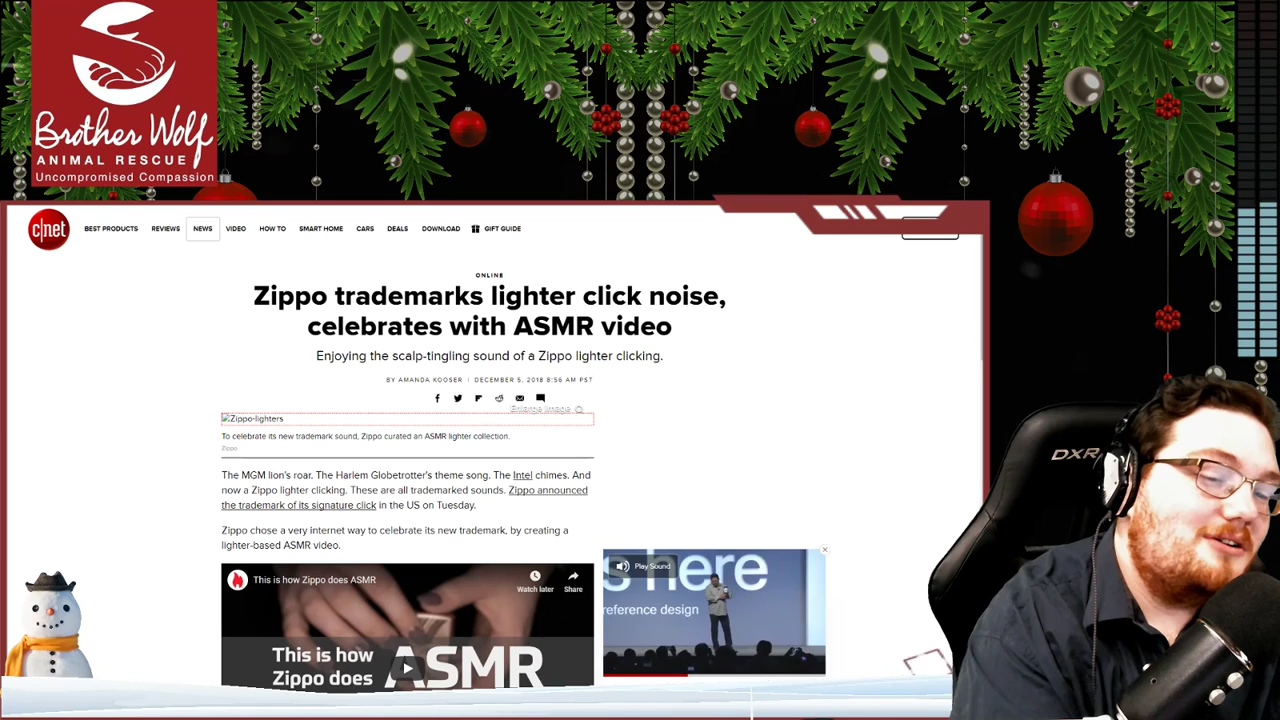 Brother Wolf
ANIMAL RESCUE
Uncompromised Compassion
c|net
BEST PRODUCTS
REVIEWS
NEWS
VIDEO
HOW TO
SMART HOME
CARS
DEALS
DOWNLOAD
GIFT GUIDE
ONLINE
Zippo trademarks lighter click noise,
celebrates with ASMR video
Enjoying the scalp-tingling sound of a Zippo lighter clicking.
BY AMANDA KOOSER | DECEMBER 5, 2018 8:56 AM PST
Enlarge Image
Zippo-lighters
To celebrate its new trademark sound, Zippo curated an ASMR lighter collection.
Zippo
The MGM lion's roar. The Harlem Globetrotter's theme song. The Intel chimes. And
now a Zippo lighter clicking. These are all trademarked sounds. Zippo announced
the trademark of its signature click in the US on Tuesday.
Zippo chose a very internet way to celebrate its new trademark, by creating a
lighter-based ASMR video.
This is how Zippo does ASMR
Watch later
Share
This is how
Zippo does
ASMR
Play Sound
s here
reference design
DXR